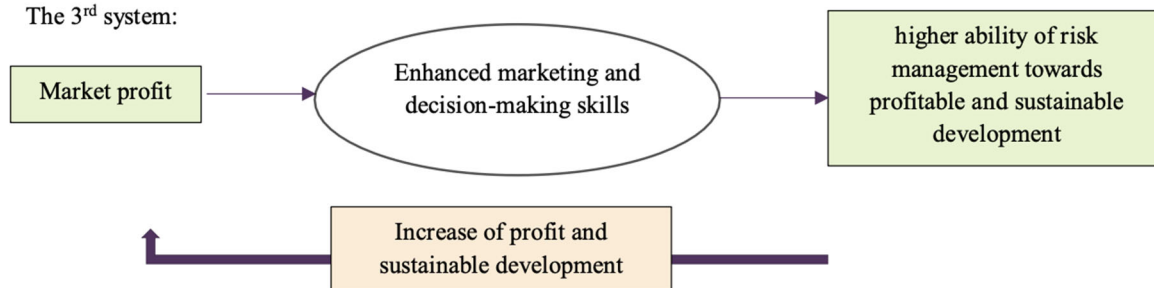 The 3rd system:
Market profit
Enhanced marketing and
decision-making skills
higher ability of risk
management towards
profitable and sustainable
development
Increase of profit and
sustainable development